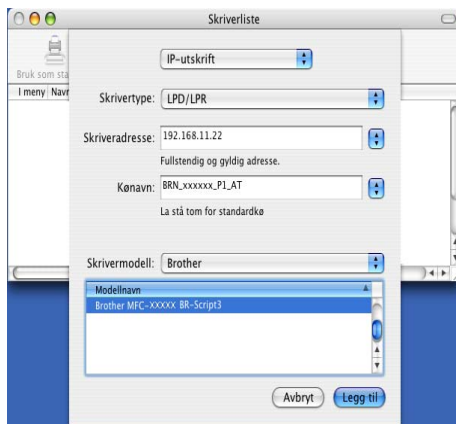 Skriverliste
IP-utskrift
Bruk som sta
I meny Navn
Skrivertype: LPD/LPR
Skriveradresse: 192.168.11.22
Fullstendig og gyldig adresse.
Kønavn: BRN_xxxxxx_P1_AT
La stå tom for standardkø
Skrivermodell: Brother
Modellnavn
Brother MFC-XXXXX BR-Script3
Avbryt Legg til